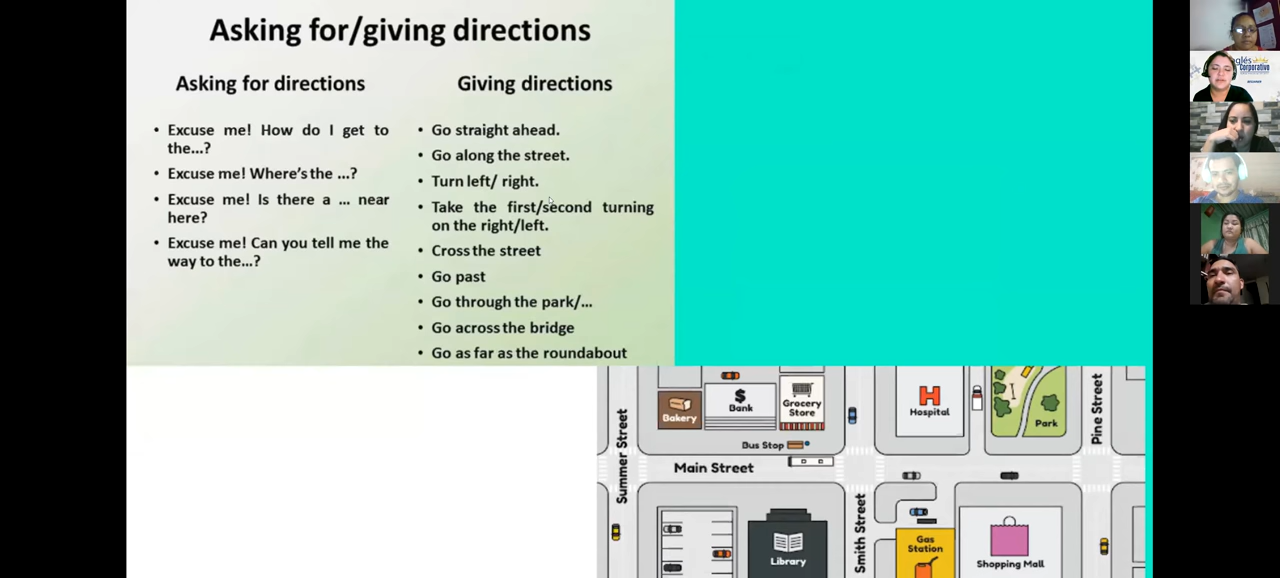 Asking for/giving directions
Asking for directions
• Excuse me! How do I get to
the...?
• Excuse me! Where's the ...?
• Excuse me! Is there a ... near
here?
• Excuse me! Can you tell me the
way to the...?
Giving directions
• Go straight ahead.
• Go along the street.
• Turn left/ right.
• Take the first/second turning
on the right/left.
• Cross the street
• Go past
• Go through the park/...
• Go across the bridge
• Go as far as the roundabout
Bakery
$
Bank
Grocery
Store
H
Hospital
Park
Pine Street
Summer Street
Bus Stop
Main Street
Smith Street
Library
Gas
Station
Shopping Mall
Corporativo